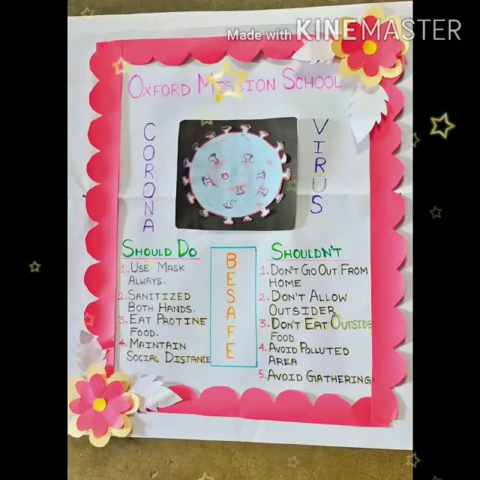 Made with KINEMASTER
OXFORD MISSION SCHOOL
CORONA
VIRUS
SHOULD DO
1. USE MASK
ALWAYS.
2. SANITIZED
BOTH HANDS.
3. EAT PROTINE
FOOD.
4. MAINTAIN
SOCIAL DISTANCE
BESAFE
SHOULDN'T
1. DON'T GO OUT FROM
HOME
2. DON'T ALLOW
OUTSIDER
3. DON'T EAT OUTSIDE
FOOD
4. AVOID POLLUTED
AREA
5. AVOID GATHERING